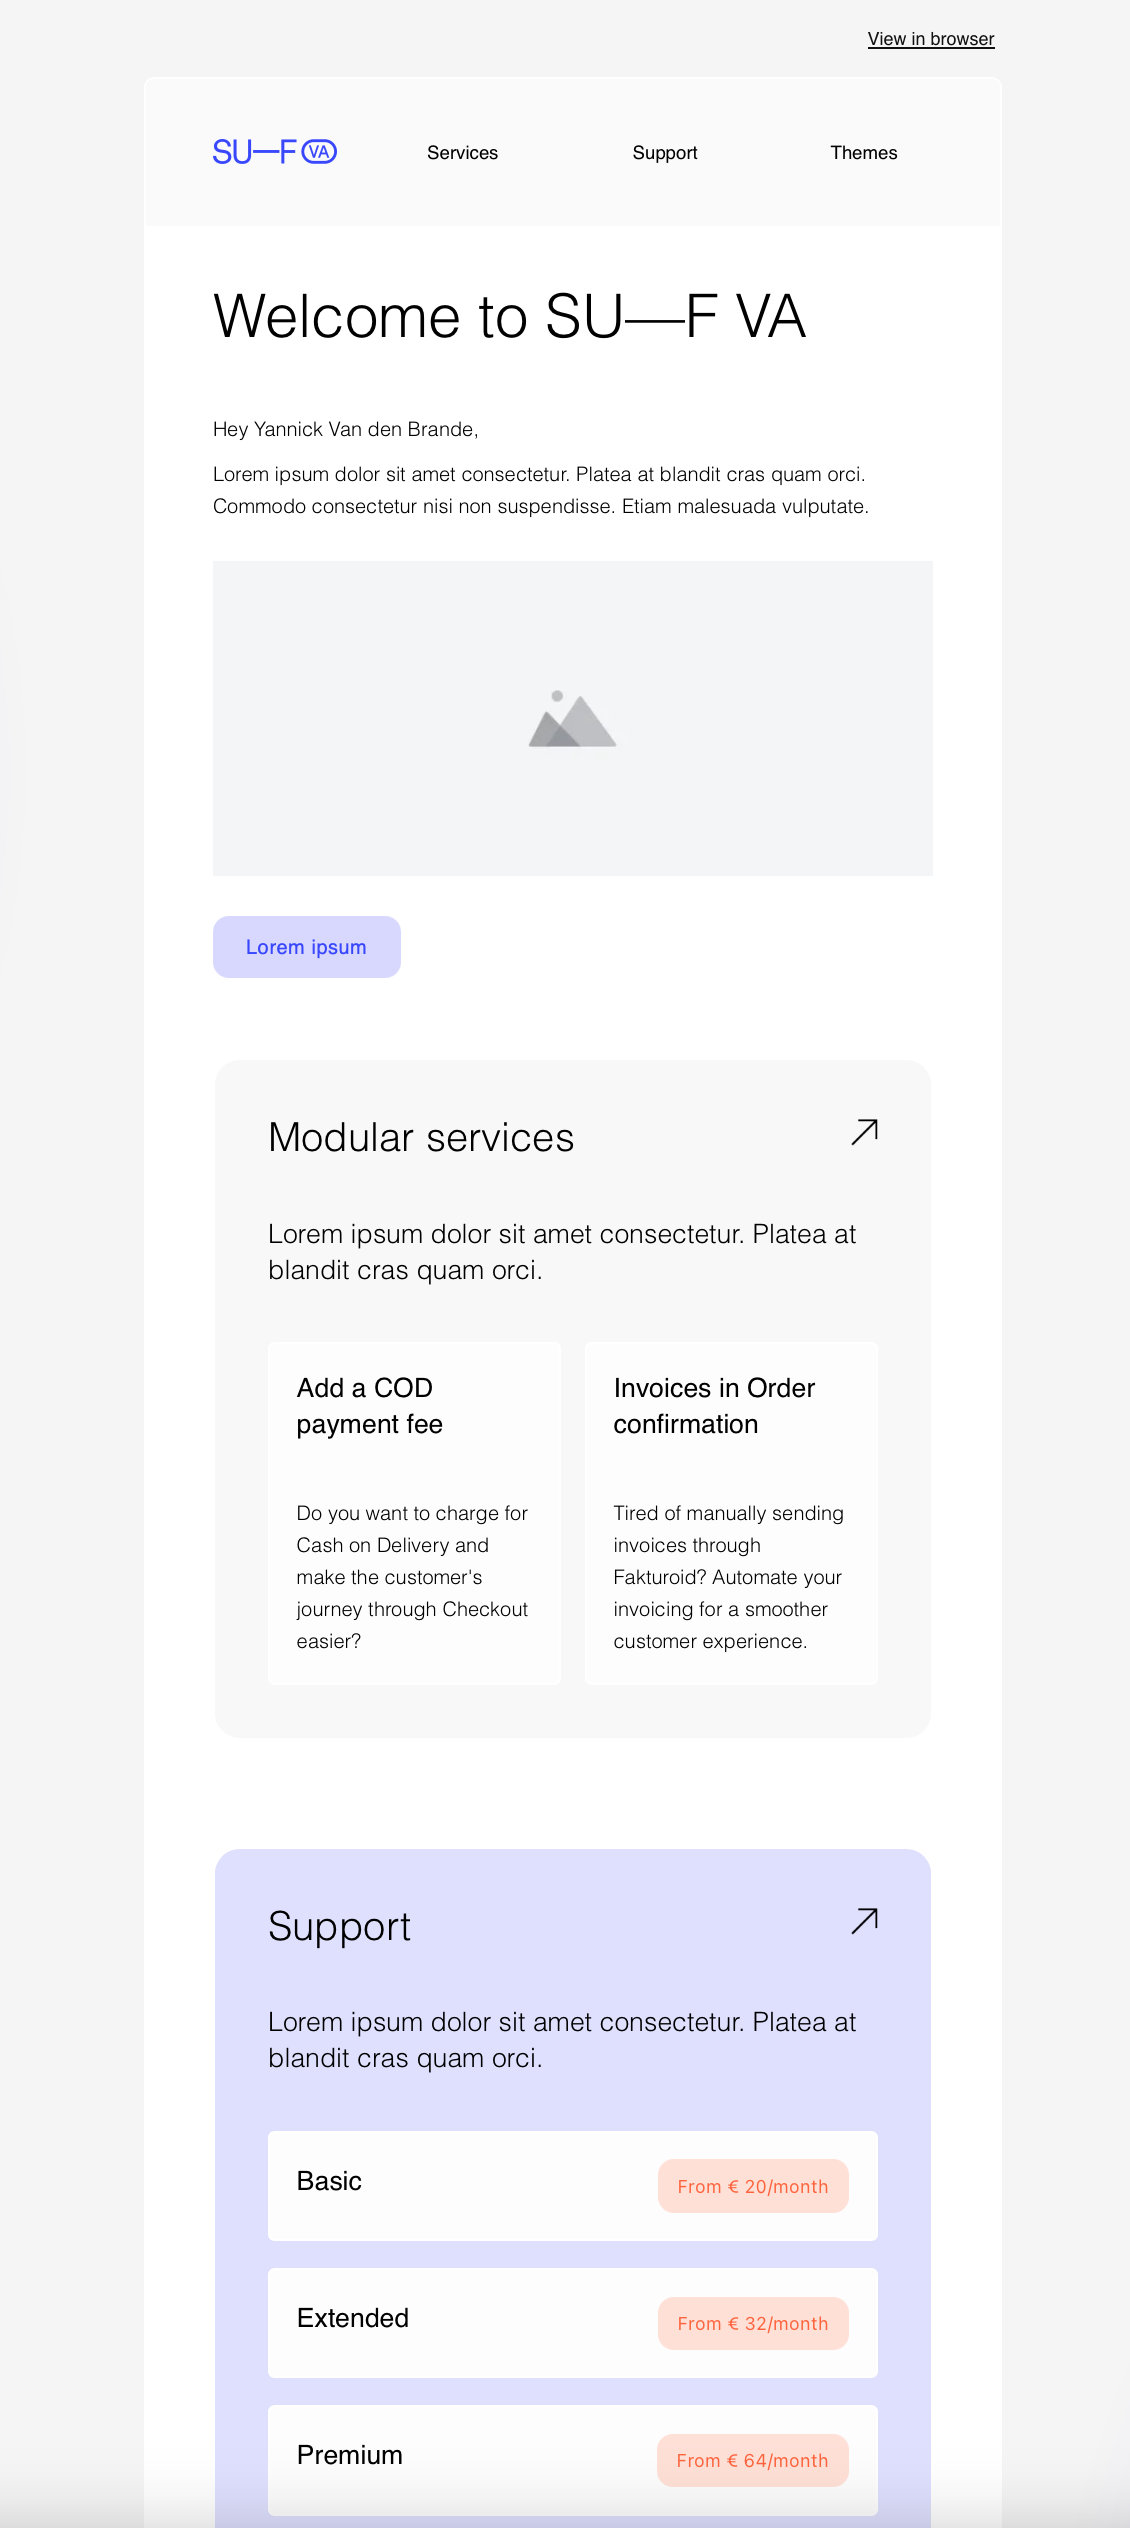 View in browser
SU—F VA
Services
Support
Themes
Welcome to SU—F VA
Hey Yannick Van den Brande,
Lorem ipsum dolor sit amet consectetur. Platea at blandit cras quam orci.
Commodo consectetur nisi non suspendisse. Etiam malesuada vulputate.
Lorem ipsum
Modular services
Lorem ipsum dolor sit amet consectetur. Platea at
blandit cras quam orci.
Add a COD
payment fee
Do you want to charge for
Cash on Delivery and
make the customer's
journey through Checkout
easier?
Invoices in Order
confirmation
Tired of manually sending
invoices through
Fakturoid? Automate your
invoicing for a smoother
customer experience.
Support
Lorem ipsum dolor sit amet consectetur. Platea at
blandit cras quam orci.
Basic
From € 20/month
Extended
From € 32/month
Premium
From € 64/month